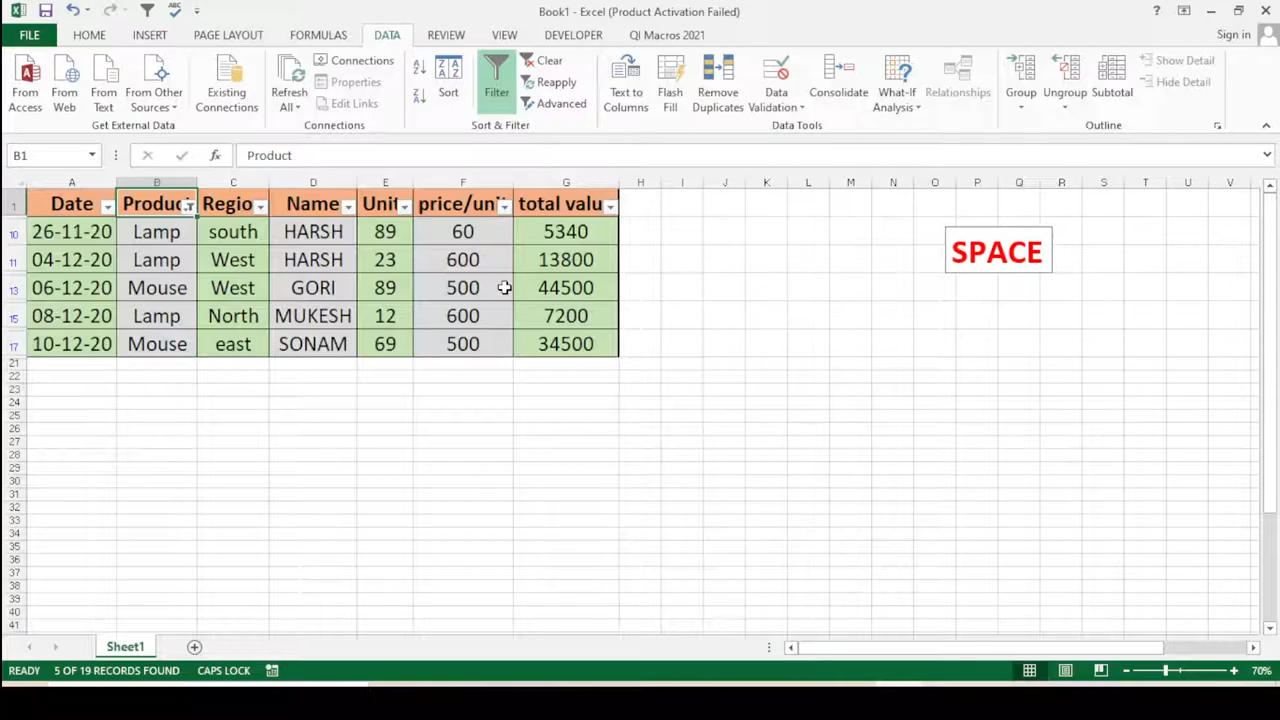 Book1 - Excel (Product Activation Failed)
FILE HOME INSERT PAGE LAYOUT FORMULAS DATA REVIEW VIEW DEVELOPER QI Macros 2021 Sign in
From Access
From Web
From Text
From Other Sources
Existing Connections
Get External Data
Refresh All
Connections
Properties
Edit Links
Connections
Sort
Filter
Clear
Reapply
Advanced
Sort & Filter
Text to Columns
Flash Fill
Remove Duplicates
Data Validation
Consolidate
What-If Analysis
Relationships
Data Tools
Group
Ungroup
Subtotal
Show Detail
Hide Detail
Outline
B1 fx Product
A B C D E F G H I J K L M N O P Q R S T U V
1 Date Produc Regio Name Unit price/uni total valu
10 26-11-20 Lamp south HARSH 89 60 5340
11 04-12-20 Lamp West HARSH 23 600 13800
13 06-12-20 Mouse West GORI 89 500 44500
15 08-12-20 Lamp North MUKESH 12 600 7200
17 10-12-20 Mouse east SONAM 69 500 34500
SPACE
21
22
23
24
25
26
27
28
29
30
31
32
33
34
35
36
37
38
39
40
41
Sheet1
READY 5 OF 19 RECORDS FOUND CAPS LOCK 70%